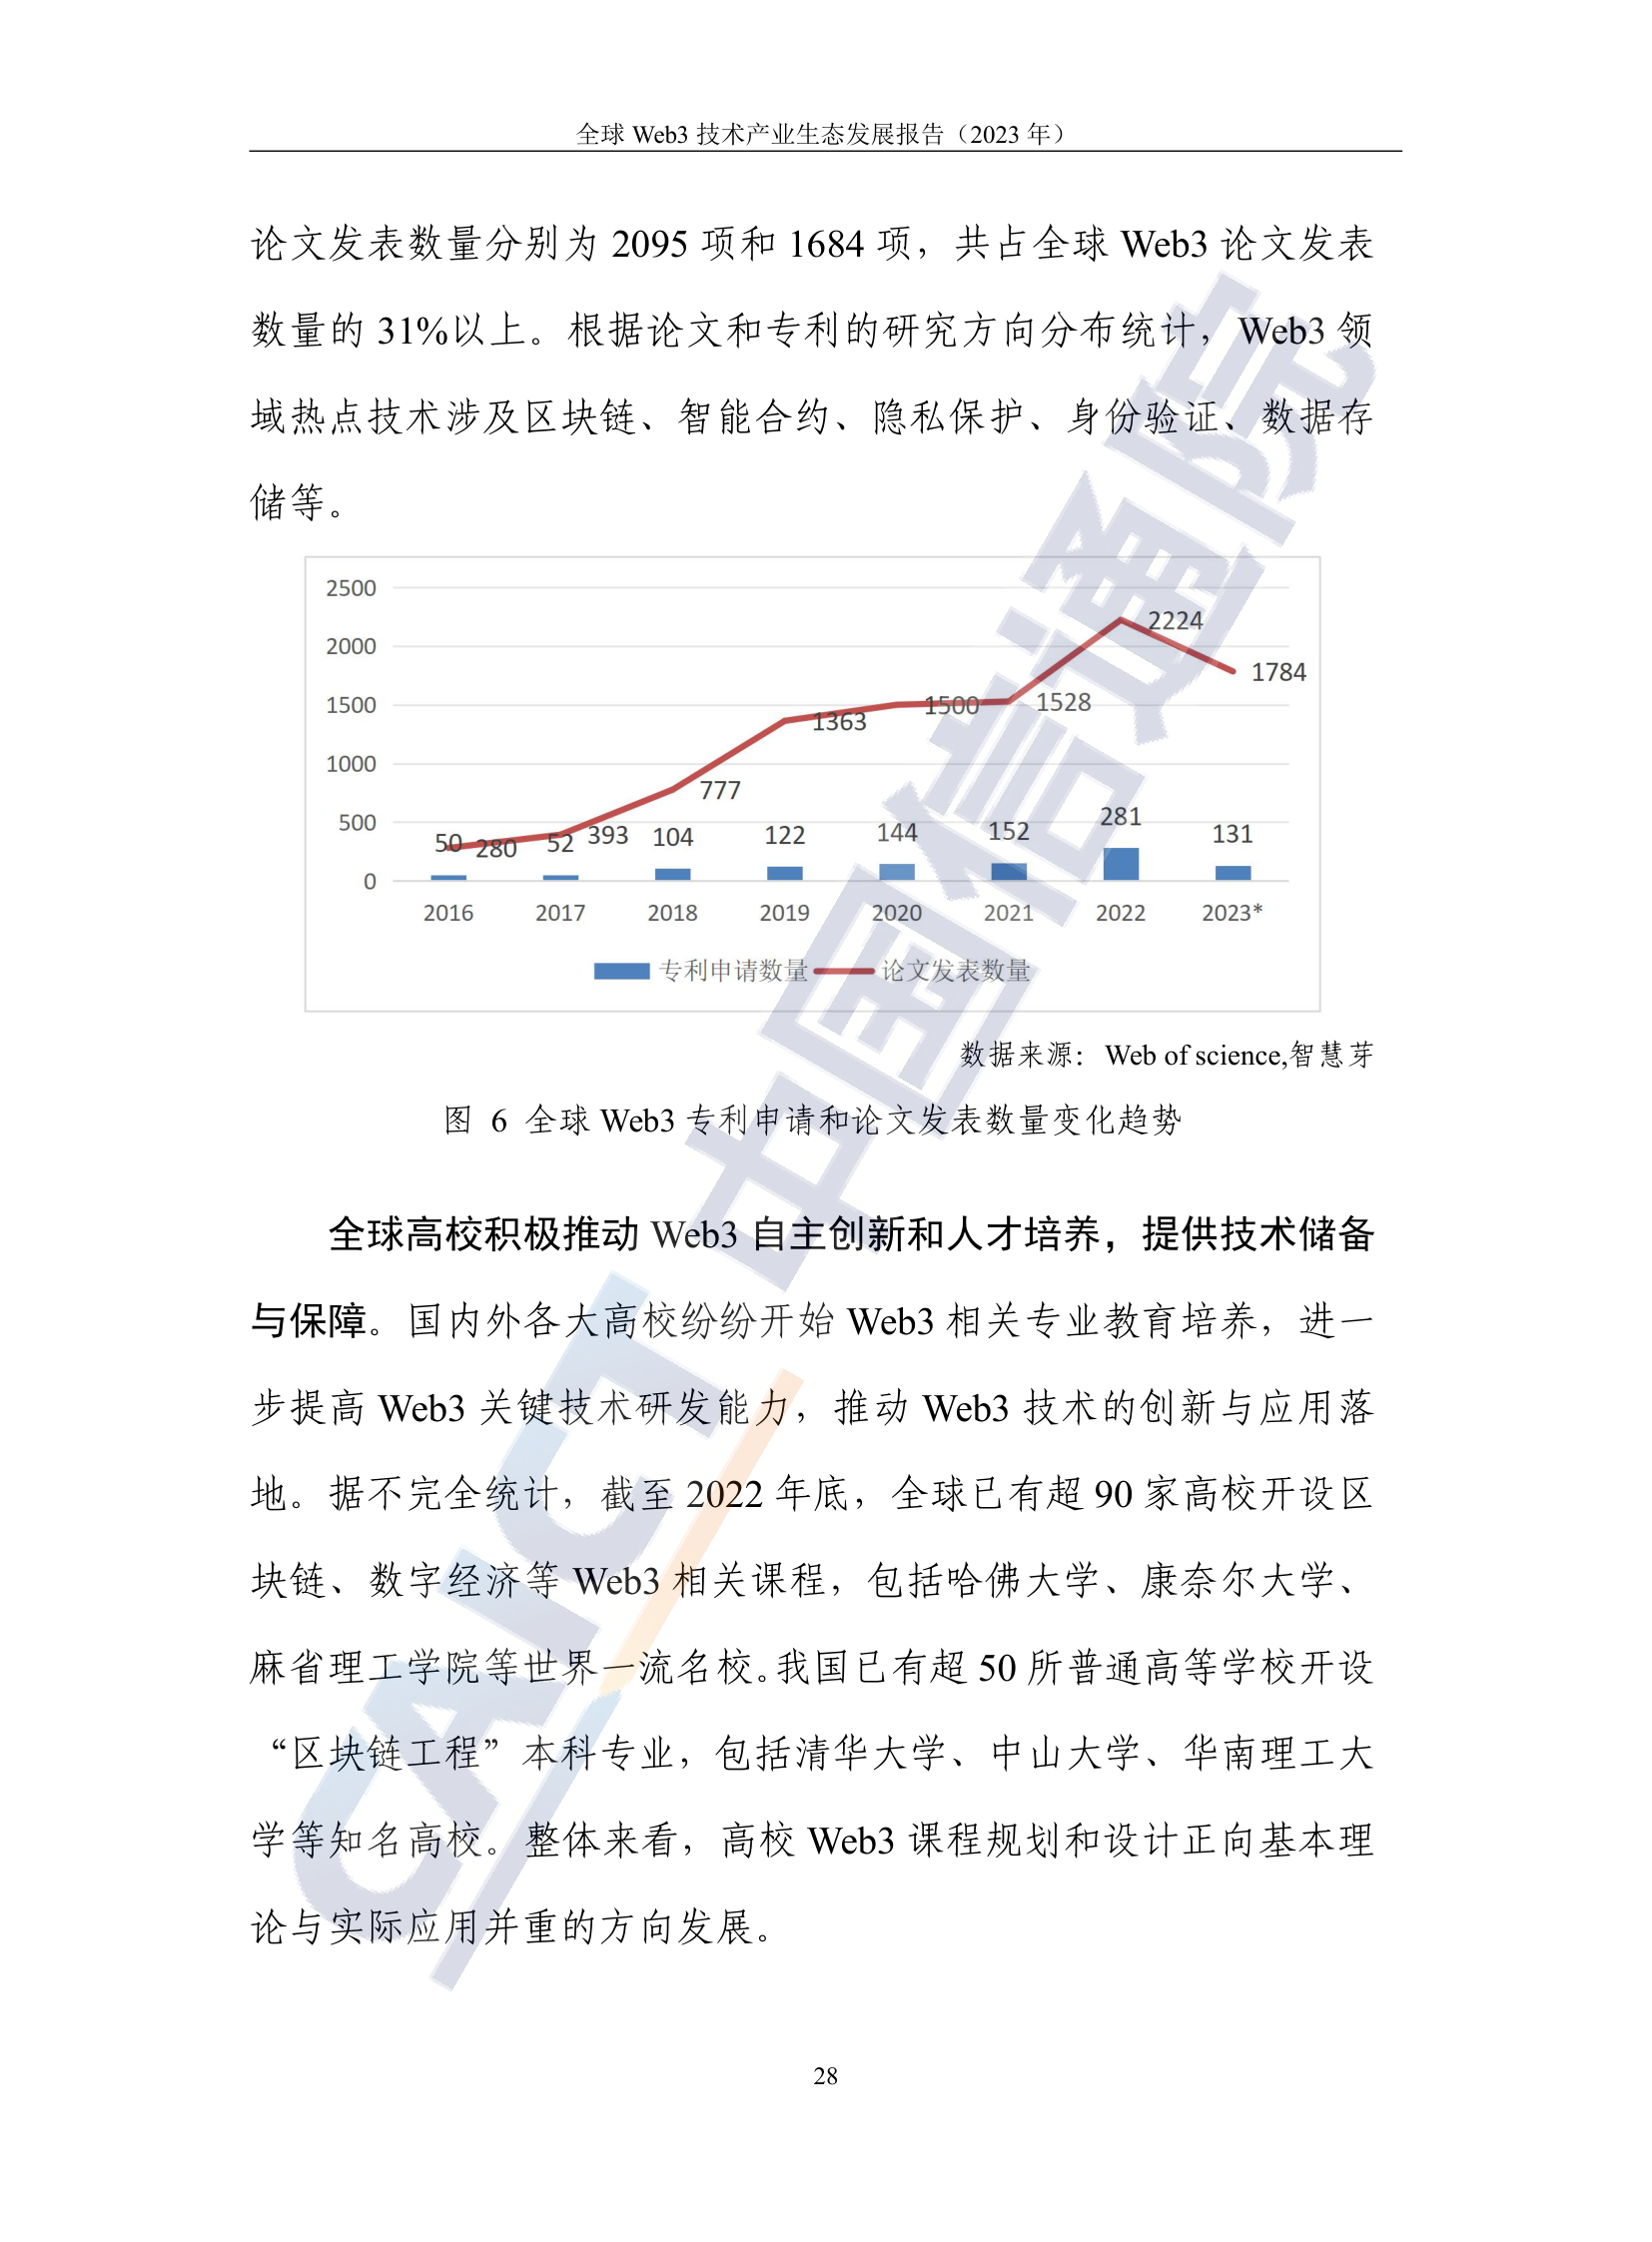 全球 Web3 技术产业生态发展报告（2023 年）
论文发表数量分别为 2095 项和 1684 项，共占全球 Web3 论文发表
数量的 31%以上。根据论文和专利的研究方向分布统计，Web3 领
域热点技术涉及区块链、智能合约、隐私保护、身份验证、数据存
储等。
2500
2000
1500
1000
500
0
50 280 52 393 104 777 122 1363 144 1500 152 1528 281 2224 131 1784
2016 2017 2018 2019 2020 2021 2022 2023*
专利申请数量 论文发表数量
数据来源：Web of science,智慧芽
图 6 全球 Web3 专利申请和论文发表数量变化趋势
全球高校积极推动 Web3 自主创新和人才培养，提供技术储备
与保障。国内外各大高校纷纷开始 Web3 相关专业教育培养，进一
步提高 Web3 关键技术研发能力，推动 Web3 技术的创新与应用落
地。据不完全统计，截至 2022 年底，全球已有超 90 家高校开设区
块链、数字经济等 Web3 相关课程，包括哈佛大学、康奈尔大学、
麻省理工学院等世界一流名校。我国已有超 50 所普通高等学校开设
“区块链工程”本科专业，包括清华大学、中山大学、华南理工大
学等知名高校。整体来看，高校 Web3 课程规划和设计正向基本理
论与实际应用并重的方向发展。
28
CAICT 中国信通院